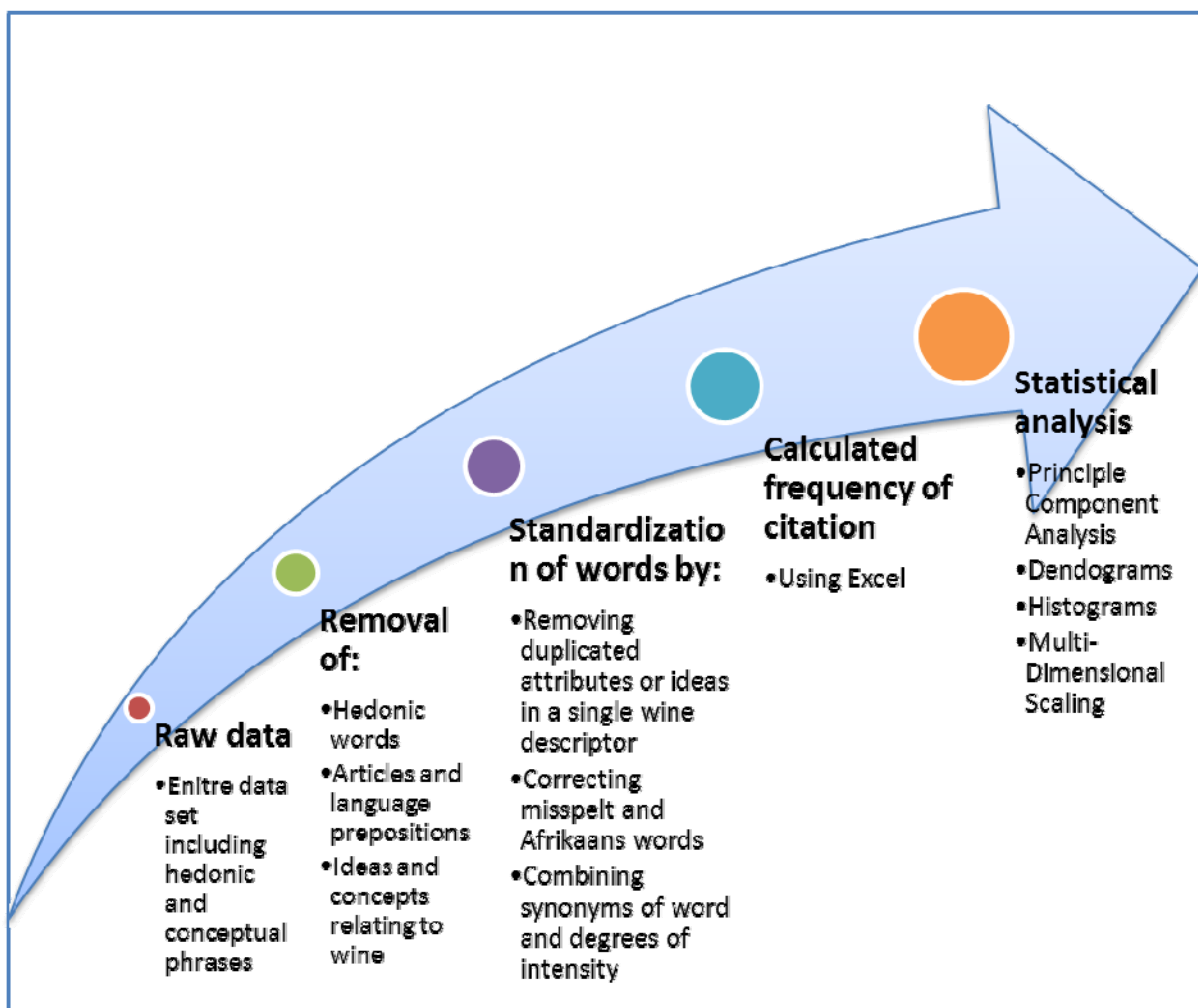 Raw data
•Enitre data
set
including
hedonic
and
conceptual
phrases
Removal
of:
•Hedonic
words
•Articles and
language
prepositions
•Ideas and
concepts
relating to
wine
Standardizatio
n of words by:
•Removing
duplicated
attributes or ideas
in a single wine
descriptor
•Correcting
misspelt and
Afrikaans words
•Combining
synonyms of word
and degrees of
intensity
Calculated
frequency of
citation
•Using Excel
Statistical
analysis
•Principle
Component
Analysis
•Dendograms
•Histograms
•Multi-
Dimensional
Scaling